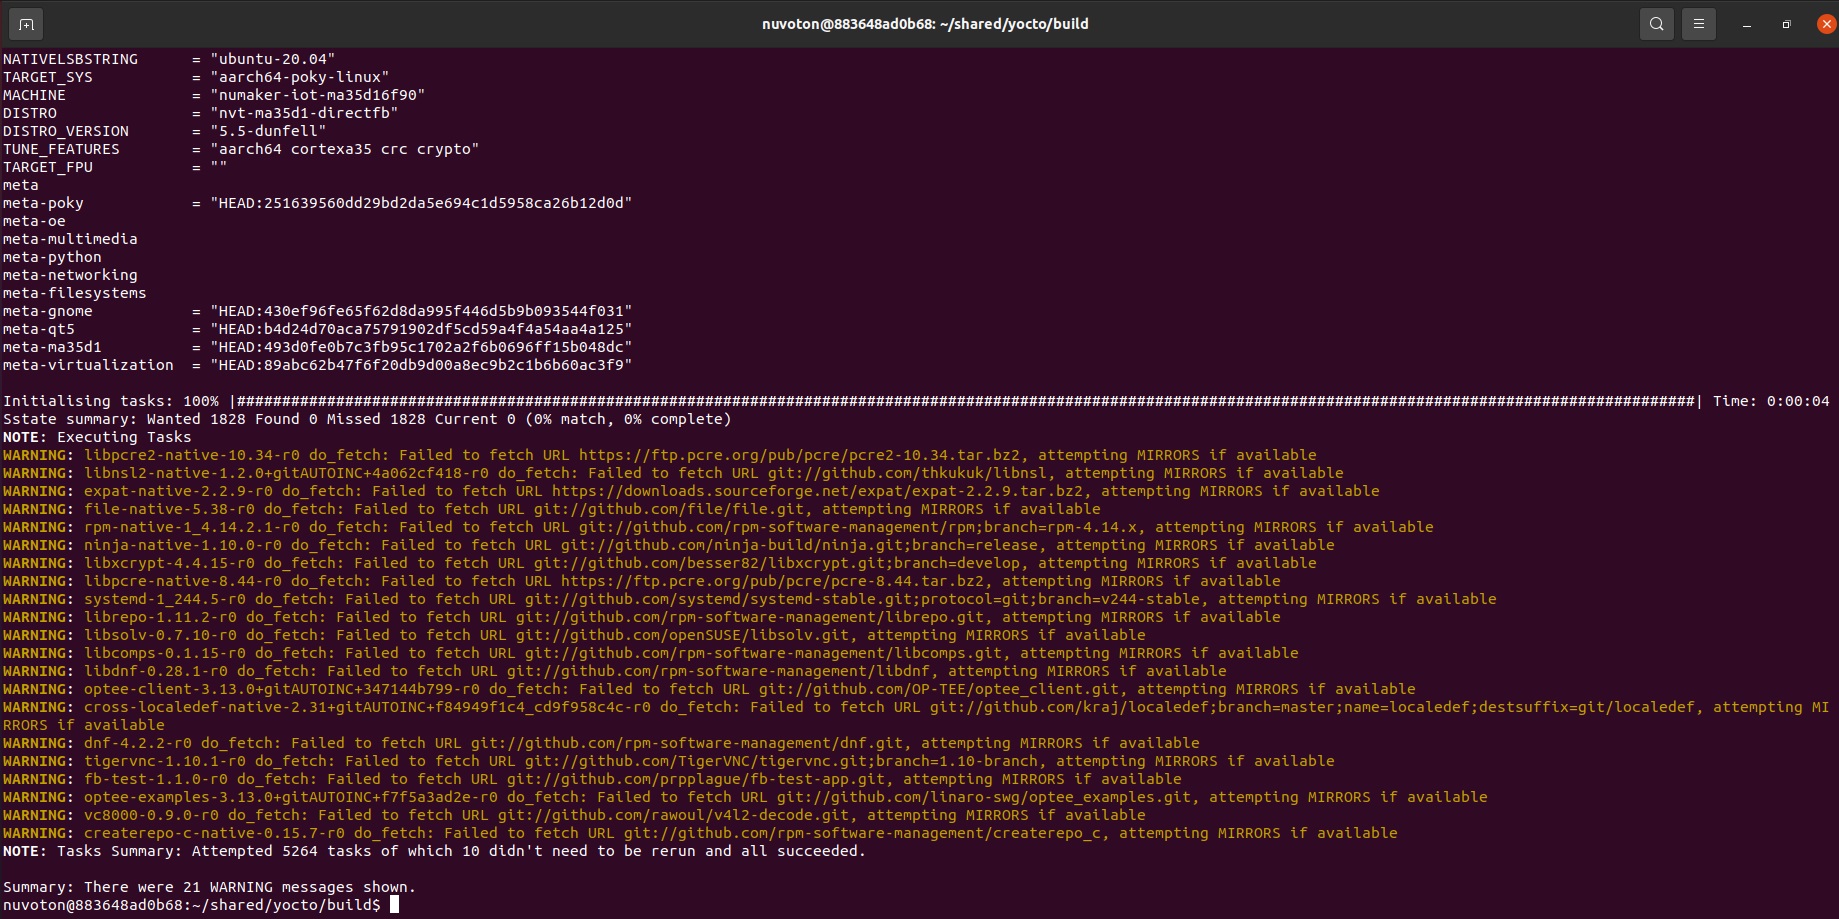 nuvoton@883648ad0b68: ~/shared/yocto/build
NATIVELSBSTRING      = "ubuntu-20.04"
TARGET_SYS           = "aarch64-poky-linux"
MACHINE              = "numaker-iot-ma35d16f90"
DISTRO               = "nvt-ma35d1-directfb"
DISTRO_VERSION       = "5.5-dunfell"
TUNE_FEATURES        = "aarch64 cortexa35 crc crypto"
TARGET_FPU           = ""
meta
meta-poky            = "HEAD:251639560dd29bd2da5e694c1d5958ca26b12d0d"
meta-oe
meta-multimedia
meta-python
meta-networking
meta-filesystems
meta-gnome           = "HEAD:430ef96fe65f62d8da995f446d5b9b093544f031"
meta-qt5             = "HEAD:b4d24d70aca75791902df5cd59a4f4a54aa4a125"
meta-ma35d1          = "HEAD:493d0fe0b7c3fb95c1702a2f6b0696ff15b048dc"
meta-virtualization  = "HEAD:89abc62b47f6f20db9d00a8ec9b2c1b6b60ac3f9"
Initialising tasks: 100% |##################################################################################################################################################################| Time: 0:00:04
Sstate summary: Wanted 1828 Found 0 Missed 1828 Current 0 (0% match, 0% complete)
NOTE: Executing Tasks
WARNING: libpcre2-native-10.34-r0 do_fetch: Failed to fetch URL https://ftp.pcre.org/pub/pcre/pcre2-10.34.tar.bz2, attempting MIRRORS if available
WARNING: libnsl2-native-1.2.0+gitAUTOINC+4a062cf418-r0 do_fetch: Failed to fetch URL git://github.com/thkukuk/libnsl, attempting MIRRORS if available
WARNING: expat-native-2.2.9-r0 do_fetch: Failed to fetch URL https://downloads.sourceforge.net/expat/expat-2.2.9.tar.bz2, attempting MIRRORS if available
WARNING: file-native-5.38-r0 do_fetch: Failed to fetch URL git://github.com/file/file.git, attempting MIRRORS if available
WARNING: rpm-native-1_4.14.2.1-r0 do_fetch: Failed to fetch URL git://github.com/rpm-software-management/rpm;branch=rpm-4.14.x, attempting MIRRORS if available
WARNING: ninja-native-1.10.0-r0 do_fetch: Failed to fetch URL git://github.com/ninja-build/ninja.git;branch=release, attempting MIRRORS if available
WARNING: libxcrypt-4.4.15-r0 do_fetch: Failed to fetch URL git://github.com/besser82/libxcrypt.git;branch=develop, attempting MIRRORS if available
WARNING: libpcre-native-8.44-r0 do_fetch: Failed to fetch URL https://ftp.pcre.org/pub/pcre/pcre-8.44.tar.bz2, attempting MIRRORS if available
WARNING: systemd-1_244.5-r0 do_fetch: Failed to fetch URL git://github.com/systemd/systemd-stable.git;protocol=git;branch=v244-stable, attempting MIRRORS if available
WARNING: librepo-1.11.2-r0 do_fetch: Failed to fetch URL git://github.com/rpm-software-management/librepo.git, attempting MIRRORS if available
WARNING: libsolv-0.7.10-r0 do_fetch: Failed to fetch URL git://github.com/openSUSE/libsolv.git, attempting MIRRORS if available
WARNING: libcomps-0.1.15-r0 do_fetch: Failed to fetch URL git://github.com/rpm-software-management/libcomps.git, attempting MIRRORS if available
WARNING: libdnf-0.28.1-r0 do_fetch: Failed to fetch URL git://github.com/rpm-software-management/libdnf, attempting MIRRORS if available
WARNING: optee-client-3.13.0+gitAUTOINC+347144b799-r0 do_fetch: Failed to fetch URL git://github.com/OP-TEE/optee_client.git, attempting MIRRORS if available
WARNING: cross-localedef-native-2.31+gitAUTOINC+f84949f1c4_cd9f958c4c-r0 do_fetch: Failed to fetch URL git://github.com/kraj/localedef;branch=master;name=localedef;destsuffix=git/localedef, attempting MI
RRORS if available
WARNING: dnf-4.2.2-r0 do_fetch: Failed to fetch URL git://github.com/rpm-software-management/dnf.git, attempting MIRRORS if available
WARNING: tigervnc-1.10.1-r0 do_fetch: Failed to fetch URL git://github.com/TigerVNC/tigervnc.git;branch=1.10-branch, attempting MIRRORS if available
WARNING: fb-test-1.1.0-r0 do_fetch: Failed to fetch URL git://github.com/prpplague/fb-test-app.git, attempting MIRRORS if available
WARNING: optee-examples-3.13.0+gitAUTOINC+f7f5a3ad2e-r0 do_fetch: Failed to fetch URL git://github.com/linaro-swg/optee_examples.git, attempting MIRRORS if available
WARNING: vc8000-0.9.0-r0 do_fetch: Failed to fetch URL git://github.com/rawoul/v4l2-decode.git, attempting MIRRORS if available
WARNING: createrepo-c-native-0.15.7-r0 do_fetch: Failed to fetch URL git://github.com/rpm-software-management/createrepo_c, attempting MIRRORS if available
NOTE: Tasks Summary: Attempted 5264 tasks of which 10 didn't need to be rerun and all succeeded.
Summary: There were 21 WARNING messages shown.
nuvoton@883648ad0b68:~/shared/yocto/build$